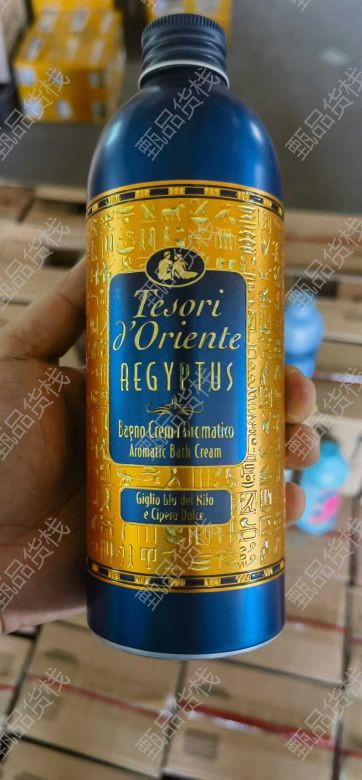 Tesori
d'Oriente
AEGYPTUS
Bagno Crema Aromatico
Aromatic Bath Cream
Giglio blu del Nilo
e Cipero Dolce
甄品货栈